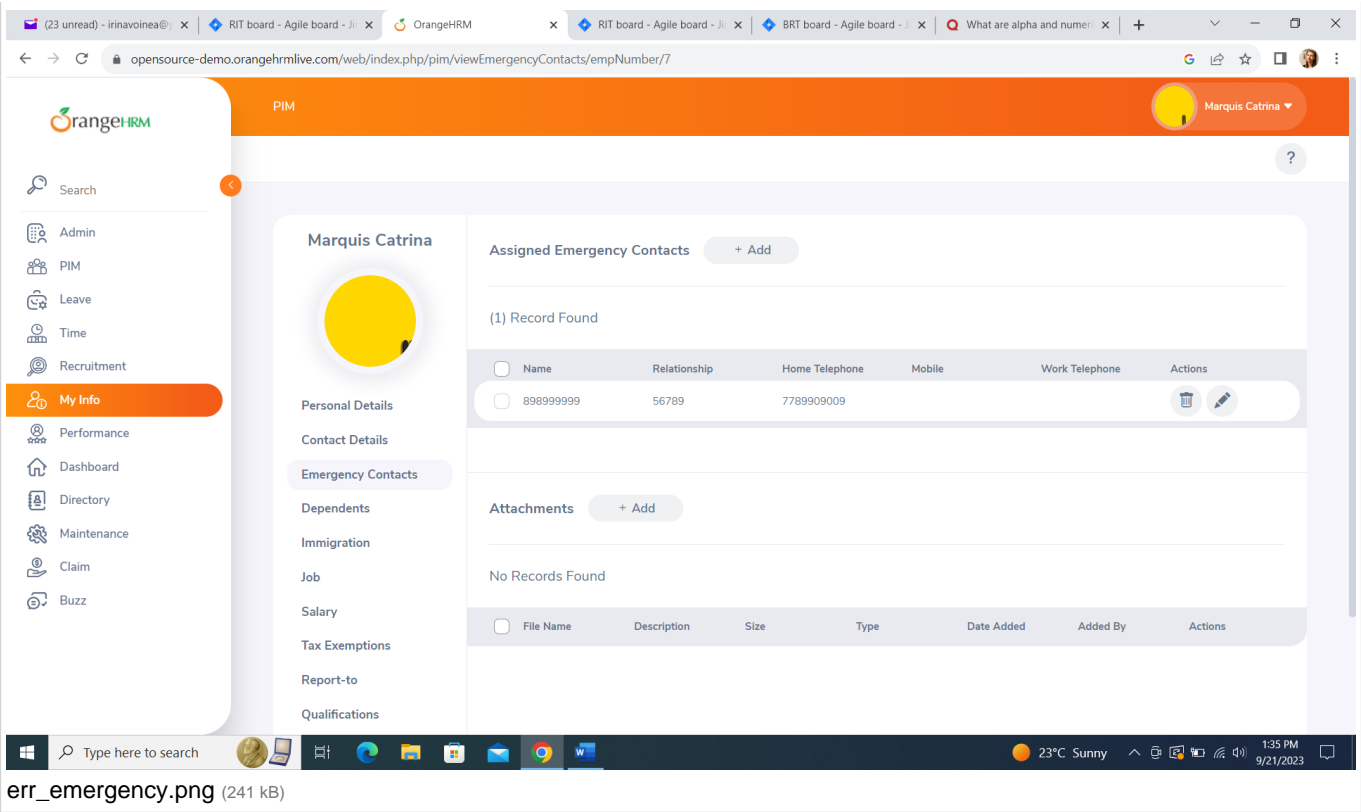 (23 unread) - irinavoinea@y
RIT board - Agile board - Jir
OrangeHRM
RIT board - Agile board - Jir
BRT board - Agile board - J
What are alpha and numeri
opensource-demo.orangehrmlive.com/web/index.php/pim/viewEmergencyContacts/empNumber/7
OrangeHRM
PIM
Marquis Catrina
?
Search
Admin
PIM
Leave
Time
Recruitment
My Info
Performance
Dashboard
Directory
Maintenance
Claim
Buzz
Marquis Catrina
Personal Details
Contact Details
Emergency Contacts
Dependents
Immigration
Job
Salary
Tax Exemptions
Report-to
Qualifications
Assigned Emergency Contacts + Add
(1) Record Found
Name Relationship Home Telephone Mobile Work Telephone Actions
898999999 56789 7789909009
Attachments + Add
No Records Found
File Name Description Size Type Date Added Added By Actions
Type here to search
23°C Sunny
1:35 PM
9/21/2023
err_emergency.png (241 kB)